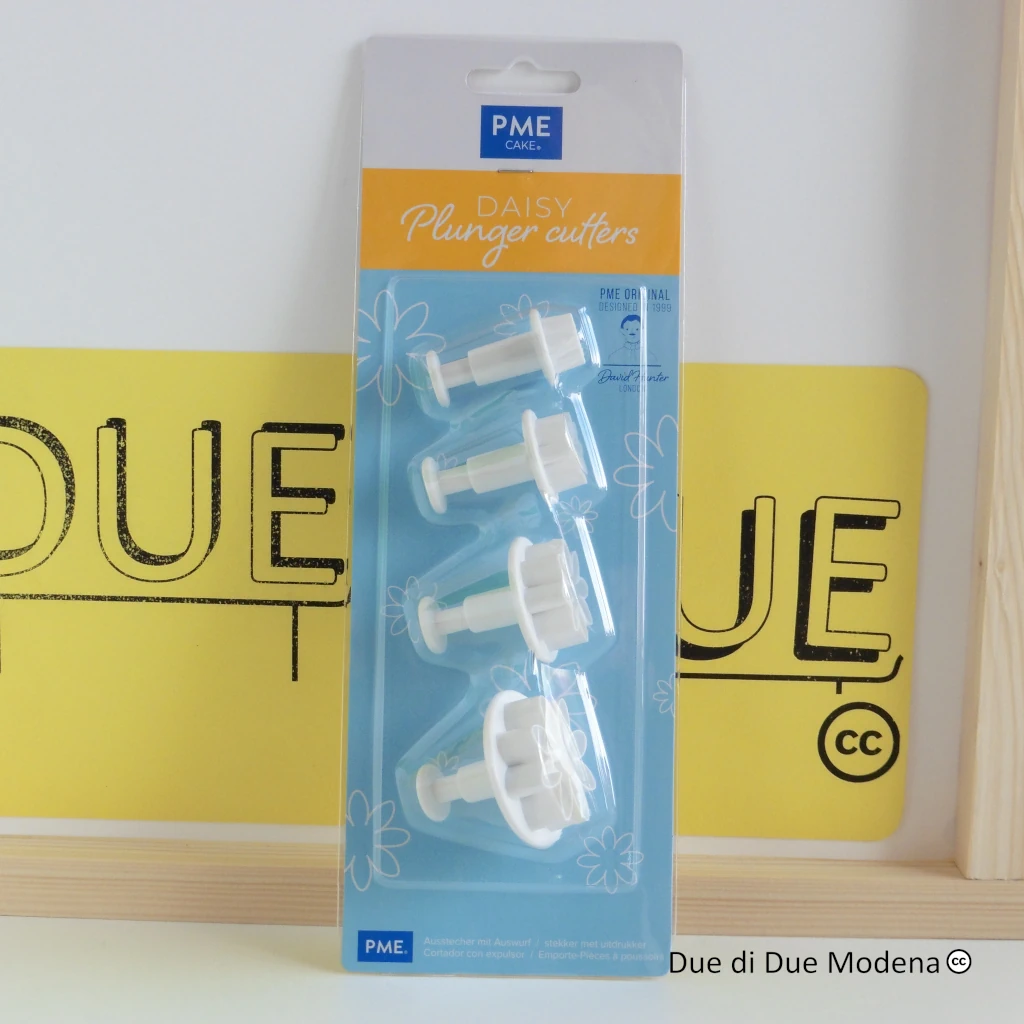 PME
CAKE®
DAISY
Plunger cutters
PME ORIGINAL
DESIGNED IN 1999
David Hunter
LONDON
DUE
UE
cc
PME®
Ausstecher mit Auswurf / stekker met uitdrukker
Cortador con expulsor / Emporte-Pièces à poussoir
Due di Due Modena cc